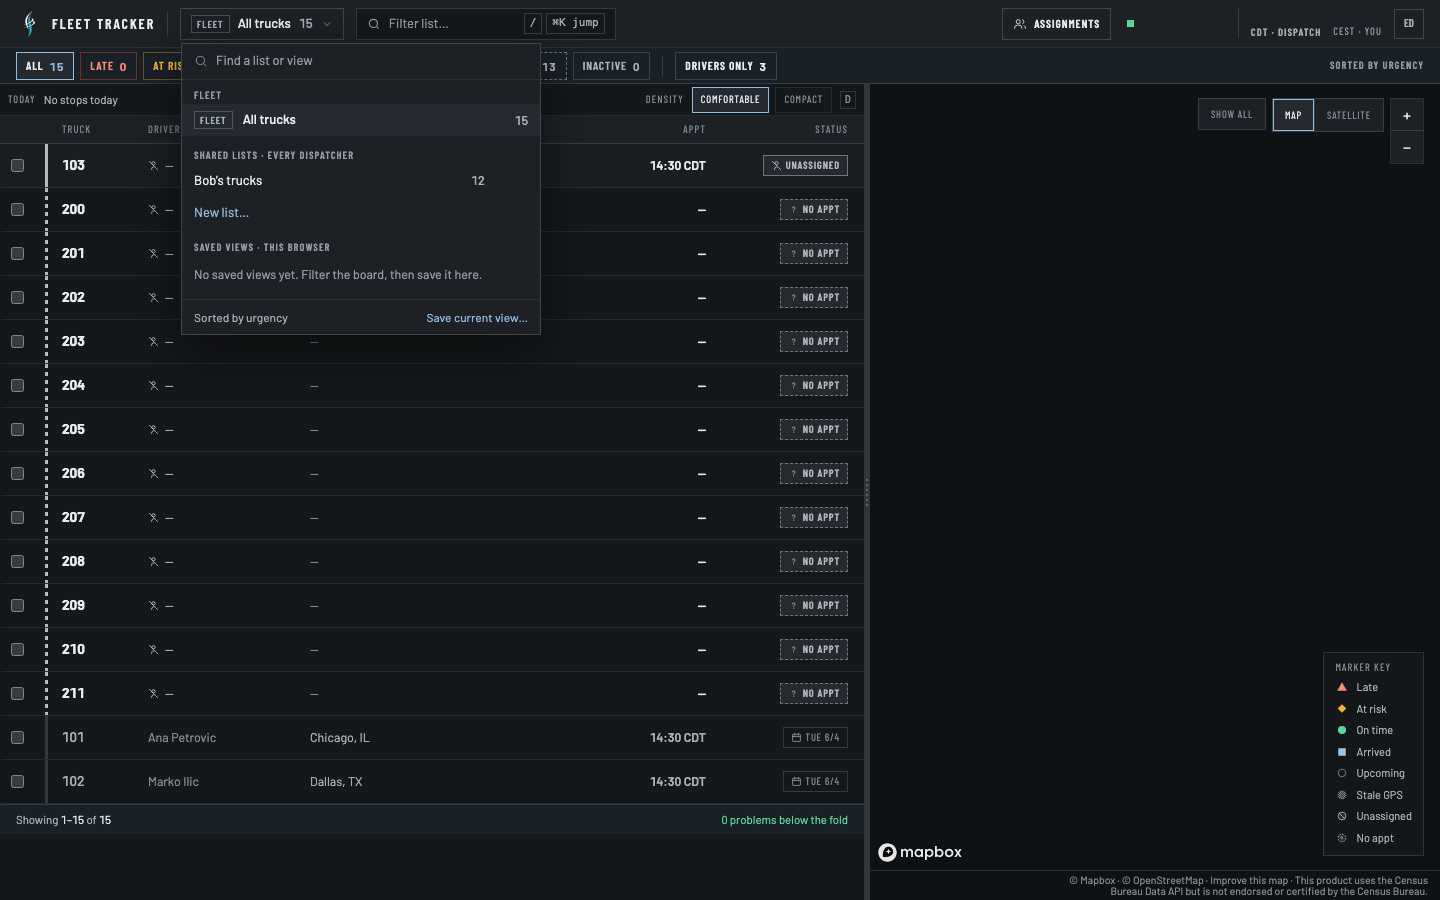 FLEET TRACKER
FLEET All trucks 15
Filter list... / ⌘K jump
ASSIGNMENTS
CDT · DISPATCH CEST · YOU ED
ALL 15 LATE 0 AT RIS
13 INACTIVE 0 DRIVERS ONLY 3
SORTED BY URGENCY
Find a list or view
FLEET
FLEET All trucks 15
SHARED LISTS · EVERY DISPATCHER
Bob's trucks 12
New list...
SAVED VIEWS · THIS BROWSER
No saved views yet. Filter the board, then save it here.
Sorted by urgency Save current view...
TODAY No stops today
DENSITY COMFORTABLE COMPACT D
TRUCK DRIVER APPT STATUS
103 – 14:30 CDT UNASSIGNED
200 – – ? NO APPT
201 – – ? NO APPT
202 – – ? NO APPT
203 – – – ? NO APPT
204 – – – ? NO APPT
205 – – – ? NO APPT
206 – – – ? NO APPT
207 – – – ? NO APPT
208 – – – ? NO APPT
209 – – – ? NO APPT
210 – – – ? NO APPT
211 – – – ? NO APPT
101 Ana Petrovic Chicago, IL 14:30 CDT TUE 6/4
102 Marko Ilic Dallas, TX 14:30 CDT TUE 6/4
Showing 1–15 of 15 0 problems below the fold
SHOW ALL MAP SATELLITE +
–
MARKER KEY
Late
At risk
On time
Arrived
Upcoming
Stale GPS
Unassigned
No appt
mapbox
© Mapbox · © OpenStreetMap · Improve this map · This product uses the Census
Bureau Data API but is not endorsed or certified by the Census Bureau.